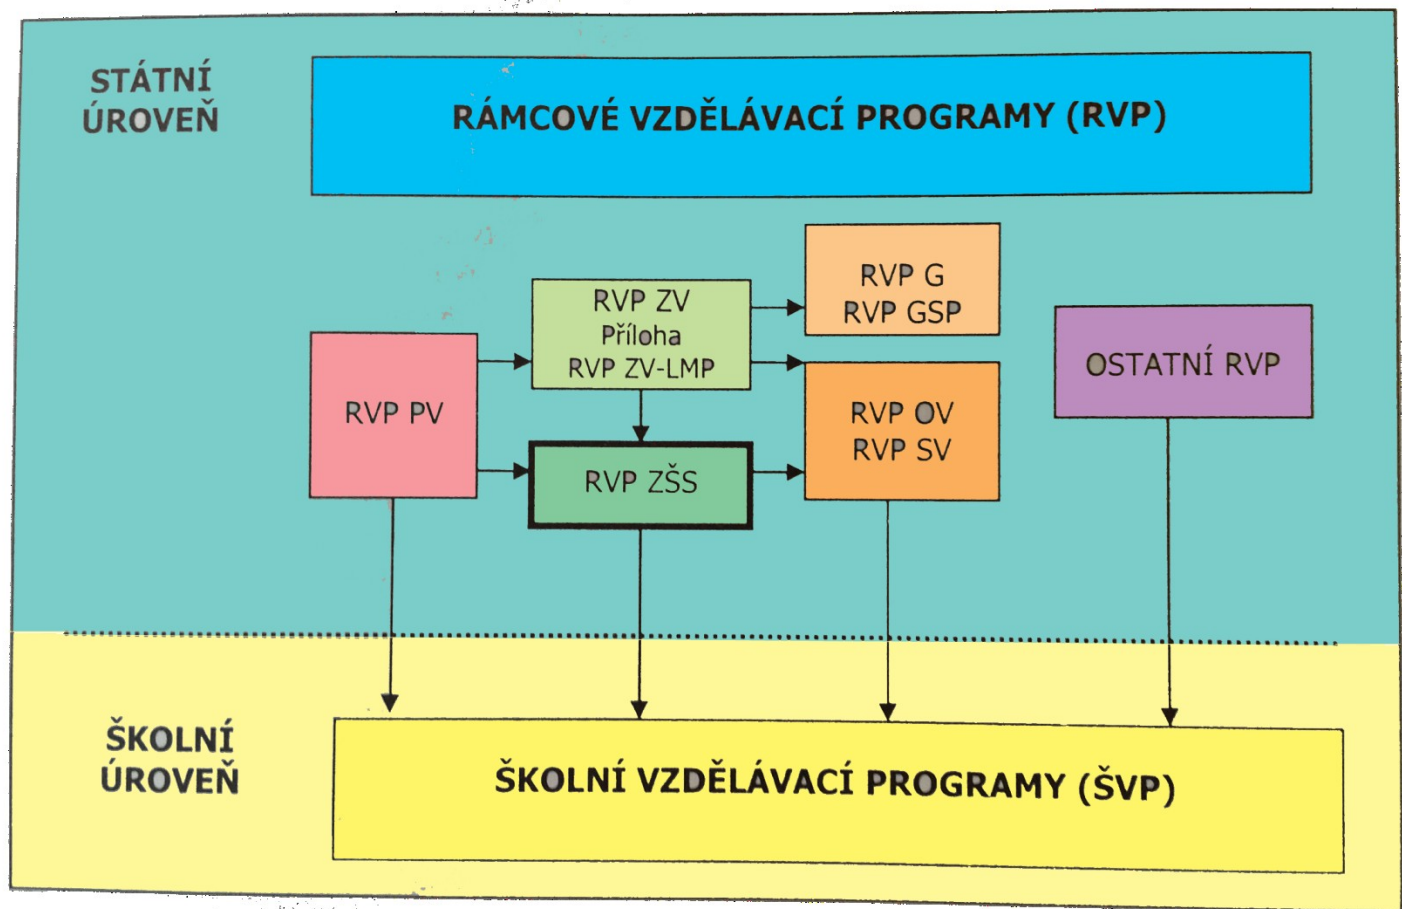 STÁTNÍ
ÚROVEŇ
RÁMCOVÉ VZDĚLÁVACÍ PROGRAMY (RVP)
RVP PV
RVP ZV
Příloha
RVP ZV-LMP
RVP ZŠS
RVP G
RVP GSP
RVP OV
RVP SV
OSTATNÍ RVP
ŠKOLNÍ
ÚROVEŇ
ŠKOLNÍ VZDĚLÁVACÍ PROGRAMY (ŠVP)